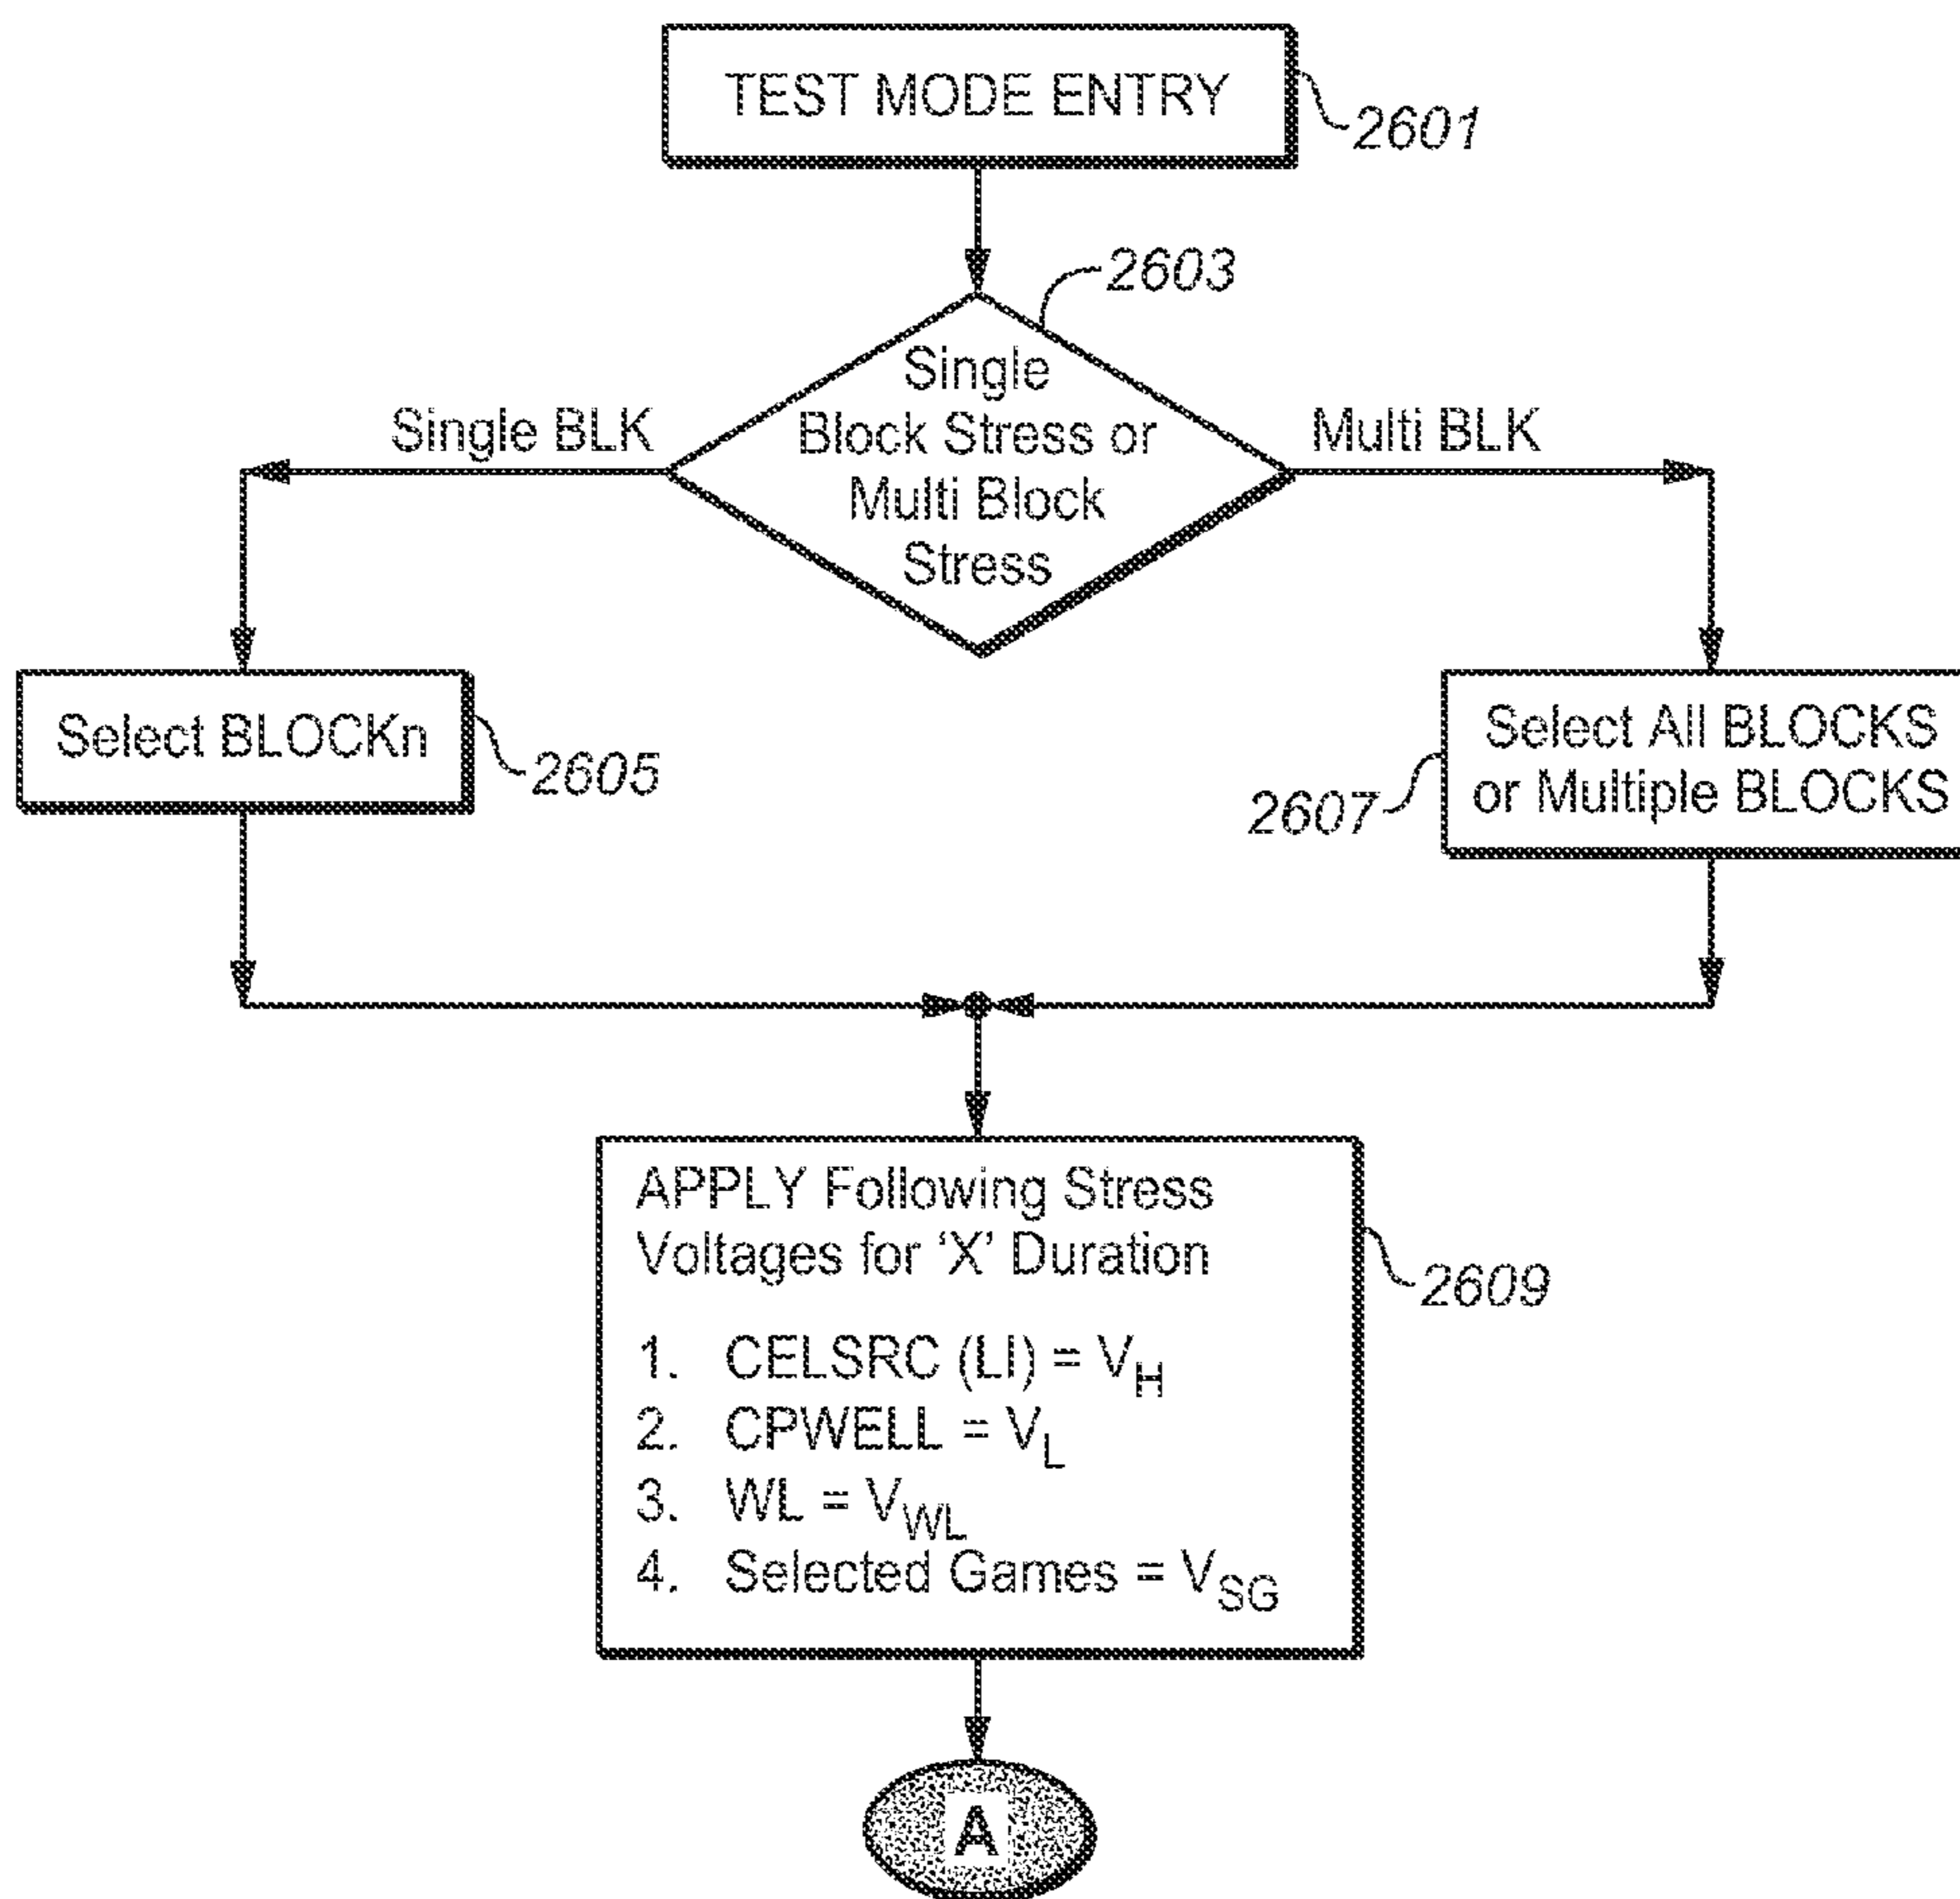 TEST MODE ENTRY
2601
2603
Single
Block Stress or
Multi Block
Stress
Single BLK
Multi BLK
Select BLOCKn
2605
Select All BLOCKS
or Multiple BLOCKS
2607
APPLY Following Stress
Voltages for ‘X’ Duration
1. CELSRC (LI) = VH
2. CPWELL = VL
3. WL = VWL
4. Selected Games = VSG
2609
A